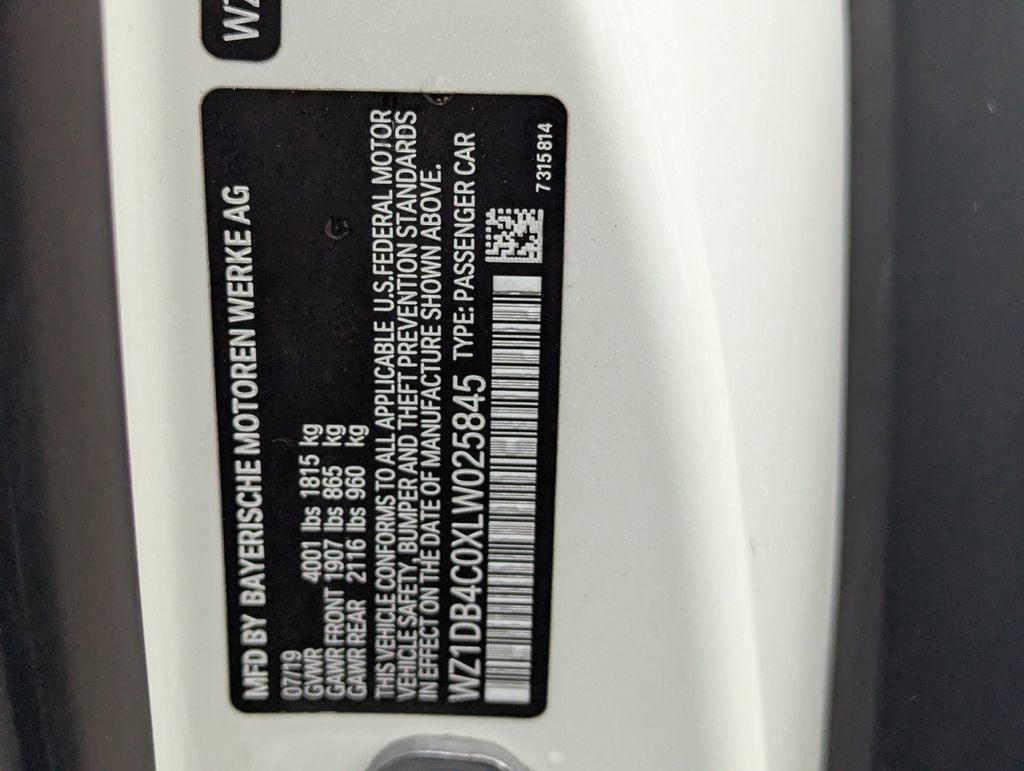 WZ
MFD BY BAYERISCHE MOTOREN WERKE AG
07/19
GVWR 4001 lbs 1815 kg
GAWR FRONT 1907 lbs 865 kg
GAWR REAR 2116 lbs 960 kg
THIS VEHICLE CONFORMS TO ALL APPLICABLE U.S.FEDERAL MOTOR
VEHICLE SAFETY, BUMPER AND THEFT PREVENTION STANDARDS
IN EFFECT ON THE DATE OF MANUFACTURE SHOWN ABOVE.
WZ1DB4C0XLW025845 TYPE: PASSENGER CAR
7315814